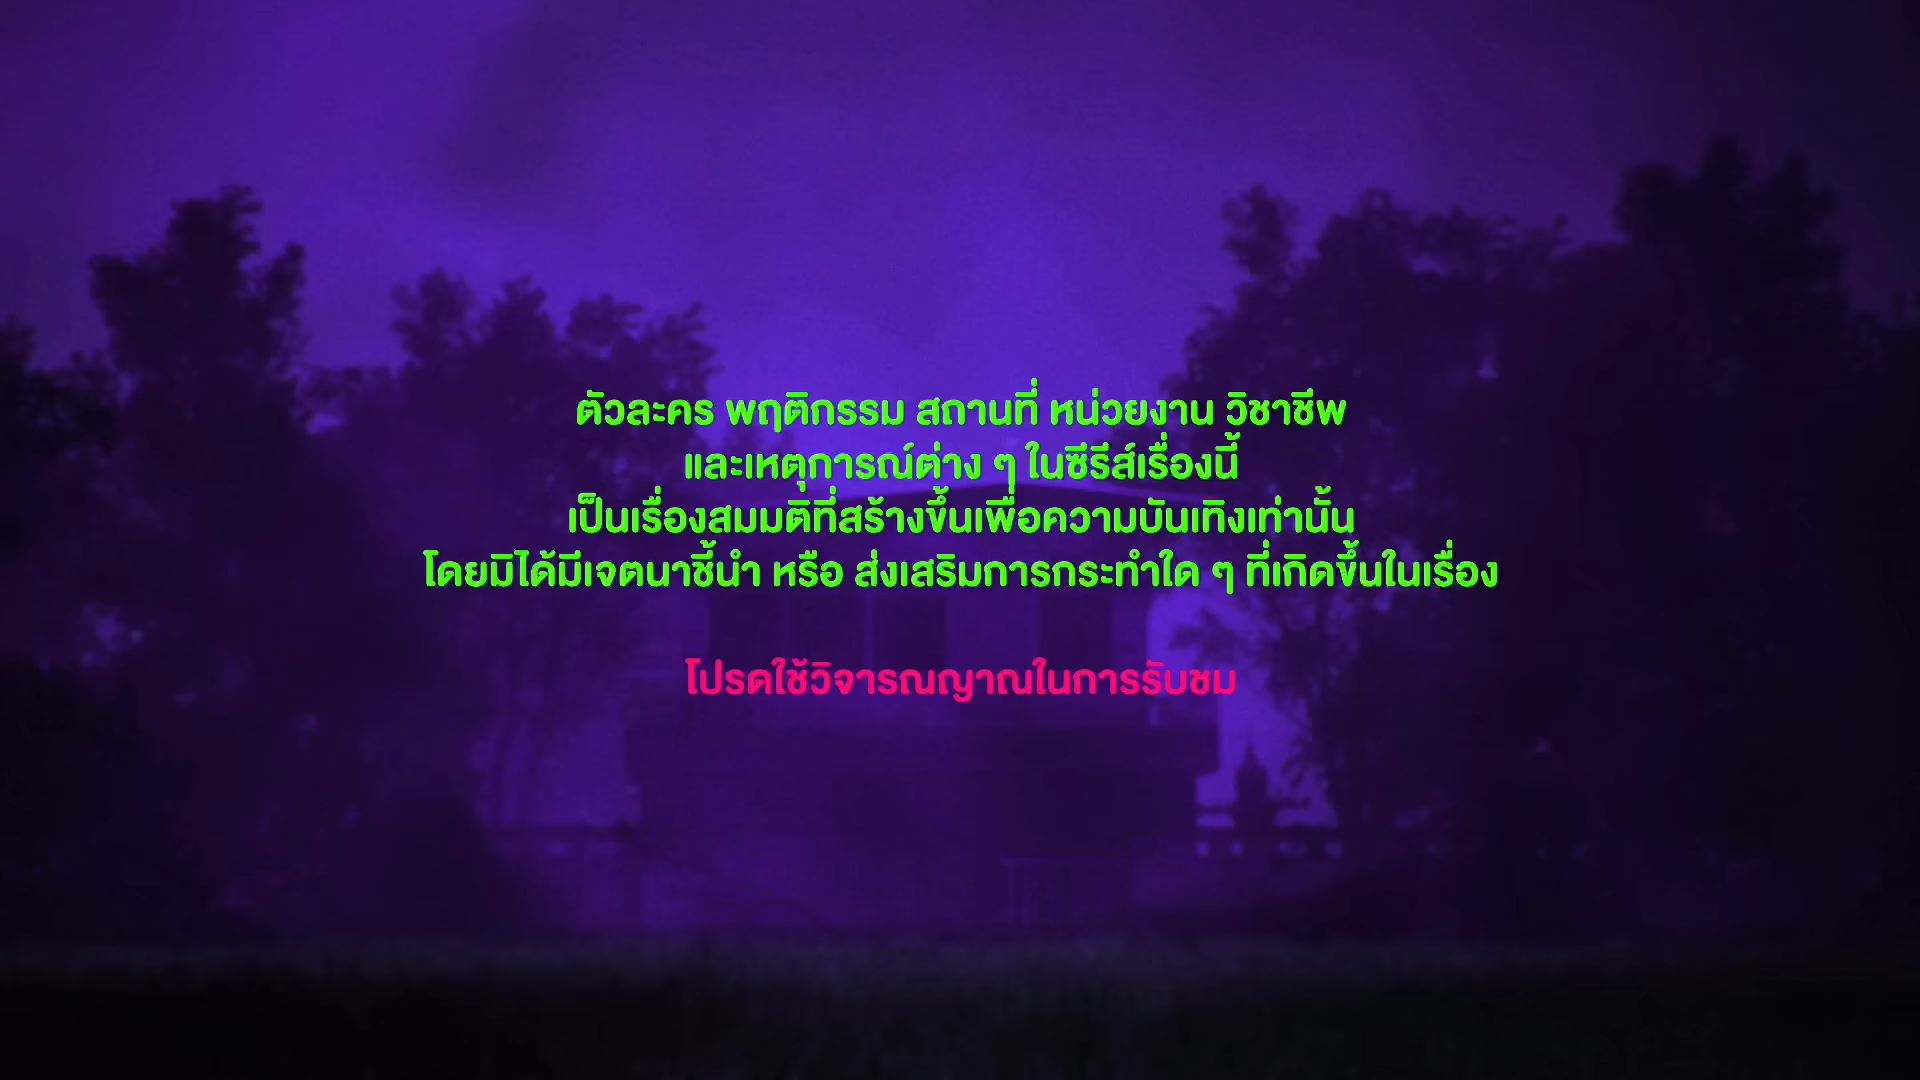 ตัวละคร พฤติกรรม สถานที่ หน่วยงาน วิชาชีพ
และเหตุการณ์ต่าง ๆ ในซีรีส์เรื่องนี้
เป็นเรื่องสมมติที่สร้างขึ้นเพื่อความบันเทิงเท่านั้น
โดยมิได้มีเจตนาชี้นำ หรือ ส่งเสริมการกระทำใด ๆ ที่เกิดขึ้นในเรื่อง
โปรดใช้วิจารณญาณในการรับชม